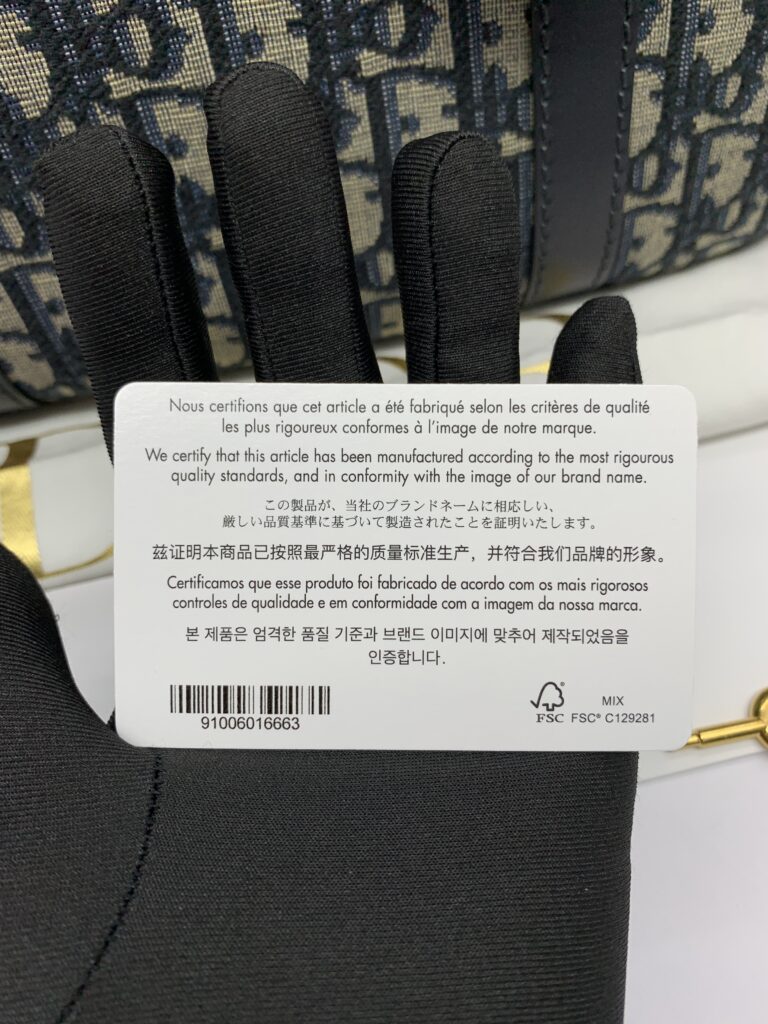 Nous certifions que cet article a été fabriqué selon les critères de qualité
les plus rigoureux conformes à l'image de notre marque.
We certify that this article has been manufactured according to the most rigourous
quality standards, and in conformity with the image of our brand name.
この製品が、当社のブランドネームに相応しい、
厳しい品質基準に基づいて製造されたことを証明いたします。
兹证明本商品已按照最严格的质量标准生产，并符合我们品牌的形象。
Certificamos que esse produto foi fabricado de acordo com os mais rigorosos
controles de qualidade e em conformidade com a imagem da nossa marca.
본 제품은 엄격한 품질 기준과 브랜드 이미지에 맞추어 제작되었음을
인증합니다.
91006016663
FSC
MIX
FSC® C129281